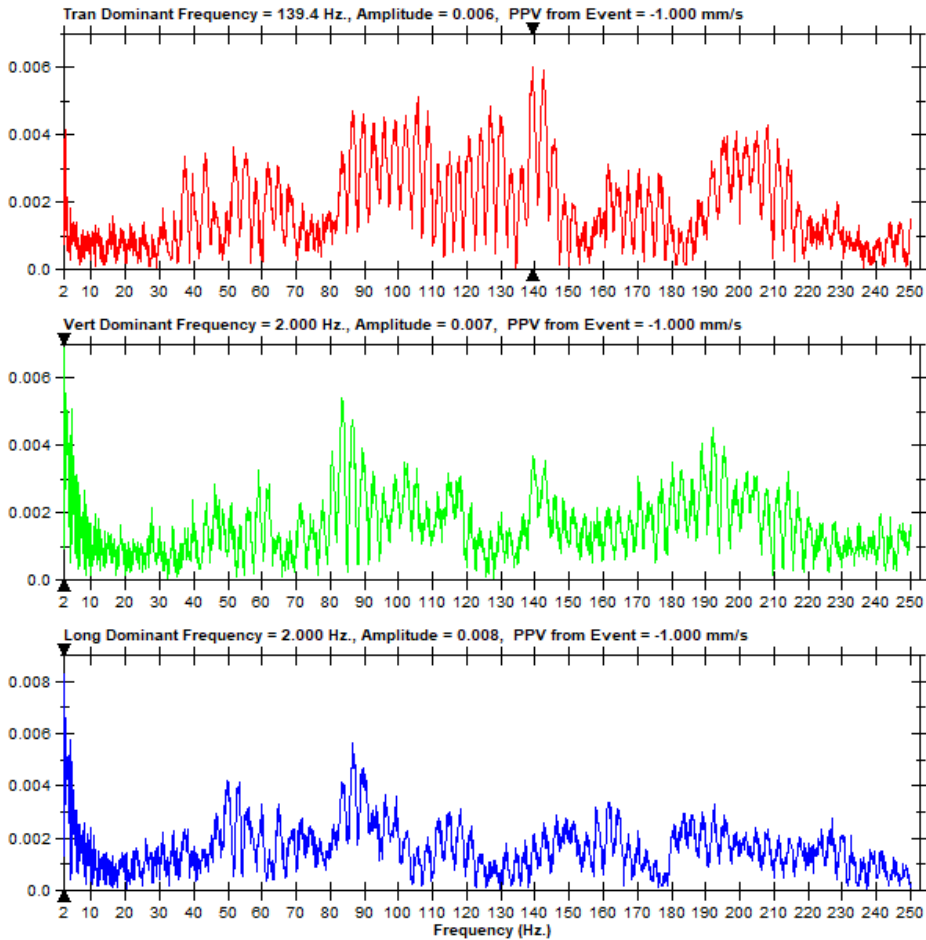 Tran Dominant Frequency = 139.4 Hz., Amplitude = 0.006, PPV from Event = -1.000 mm/s
0.006
0.004
0.002
0.0
2 10 20 30 40 50 60 70 80 90 100 110 120 130 140 150 160 170 180 190 200 210 220 230 240 250
Vert Dominant Frequency = 2.000 Hz., Amplitude = 0.007, PPV from Event = -1.000 mm/s
0.006
0.004
0.002
0.0
2 10 20 30 40 50 60 70 80 90 100 110 120 130 140 150 160 170 180 190 200 210 220 230 240 250
Long Dominant Frequency = 2.000 Hz., Amplitude = 0.008, PPV from Event = -1.000 mm/s
0.008
0.006
0.004
0.002
0.0
2 10 20 30 40 50 60 70 80 90 100 110 120 130 140 150 160 170 180 190 200 210 220 230 240 250
Frequency (Hz.)